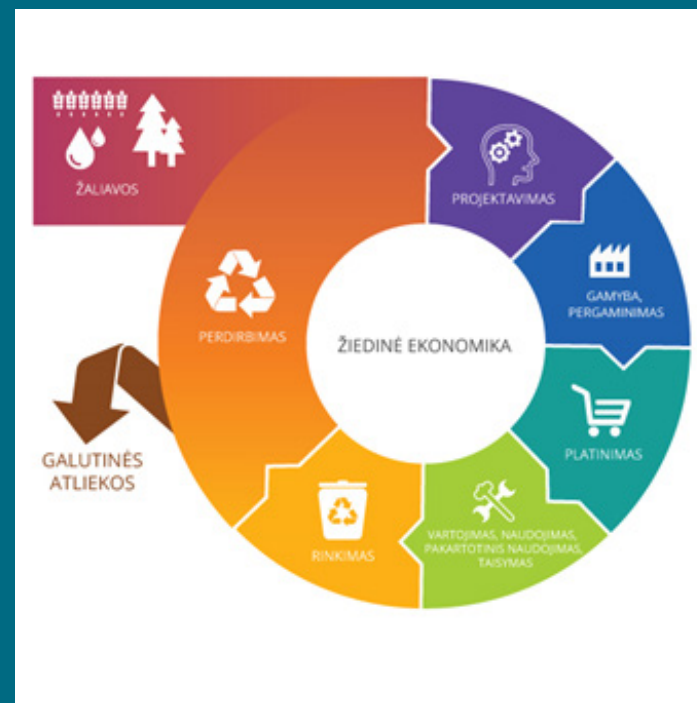 ŽALIAVOS
PROJEKTAVIMAS
GAMYBA,
PERGAMINIMAS
PERDIRBIMAS
ŽIEDINĖ EKONOMIKA
PLATINIMAS
GALUTINĖS
ATLIEKOS
VARTOJIMAS, NAUDOJIMAS,
PAKARTOTINIS NAUDOJIMAS,
TAISYMAS
RINKIMAS